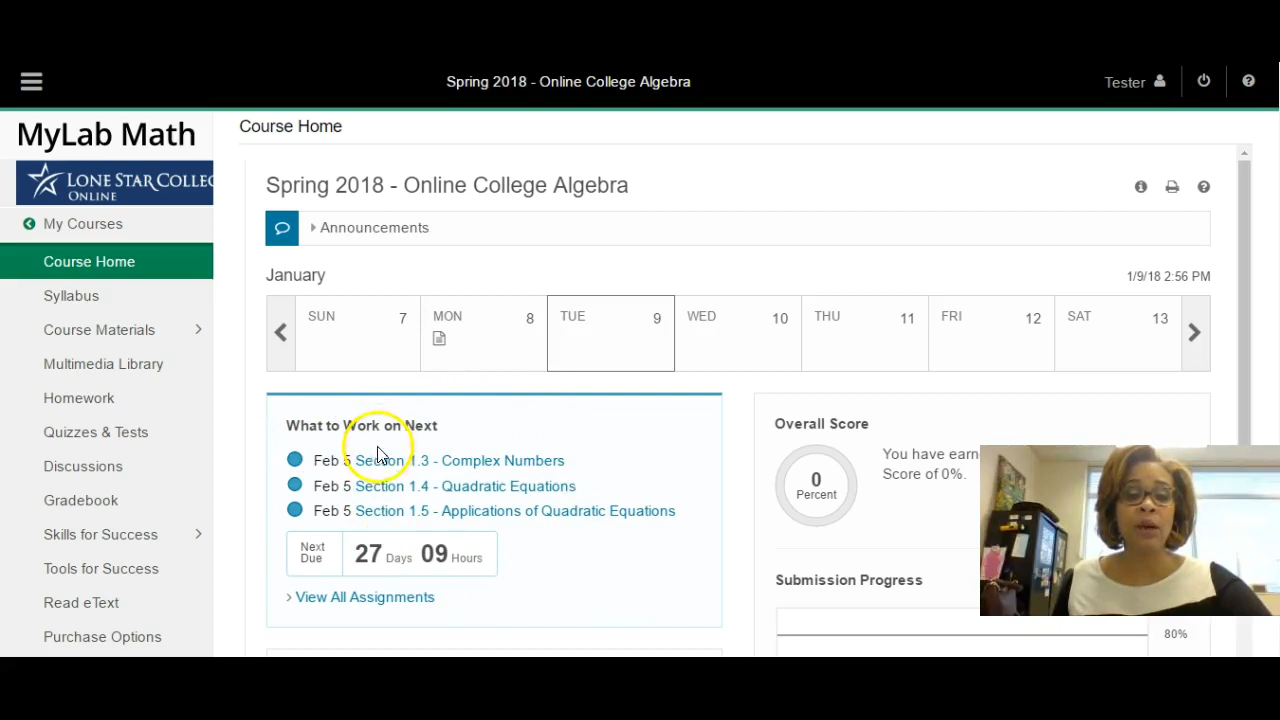 Spring 2018 - Online College Algebra
Tester
MyLab Math
LONE STAR COLLEG
ONLINE
My Courses
Course Home
Syllabus
Course Materials
Multimedia Library
Homework
Quizzes & Tests
Discussions
Gradebook
Skills for Success
Tools for Success
Read eText
Purchase Options
Course Home
Spring 2018 - Online College Algebra
Announcements
January
1/9/18 2:56 PM
SUN 7
MON 8
TUE 9
WED 10
THU 11
FRI 12
SAT 13
What to Work on Next
Feb 5 Section 1.3 - Complex Numbers
Feb 5 Section 1.4 - Quadratic Equations
Feb 5 Section 1.5 - Applications of Quadratic Equations
Next Due
27 Days 09 Hours
View All Assignments
Overall Score
0
Percent
You have earn
Score of 0%.
Submission Progress
80%